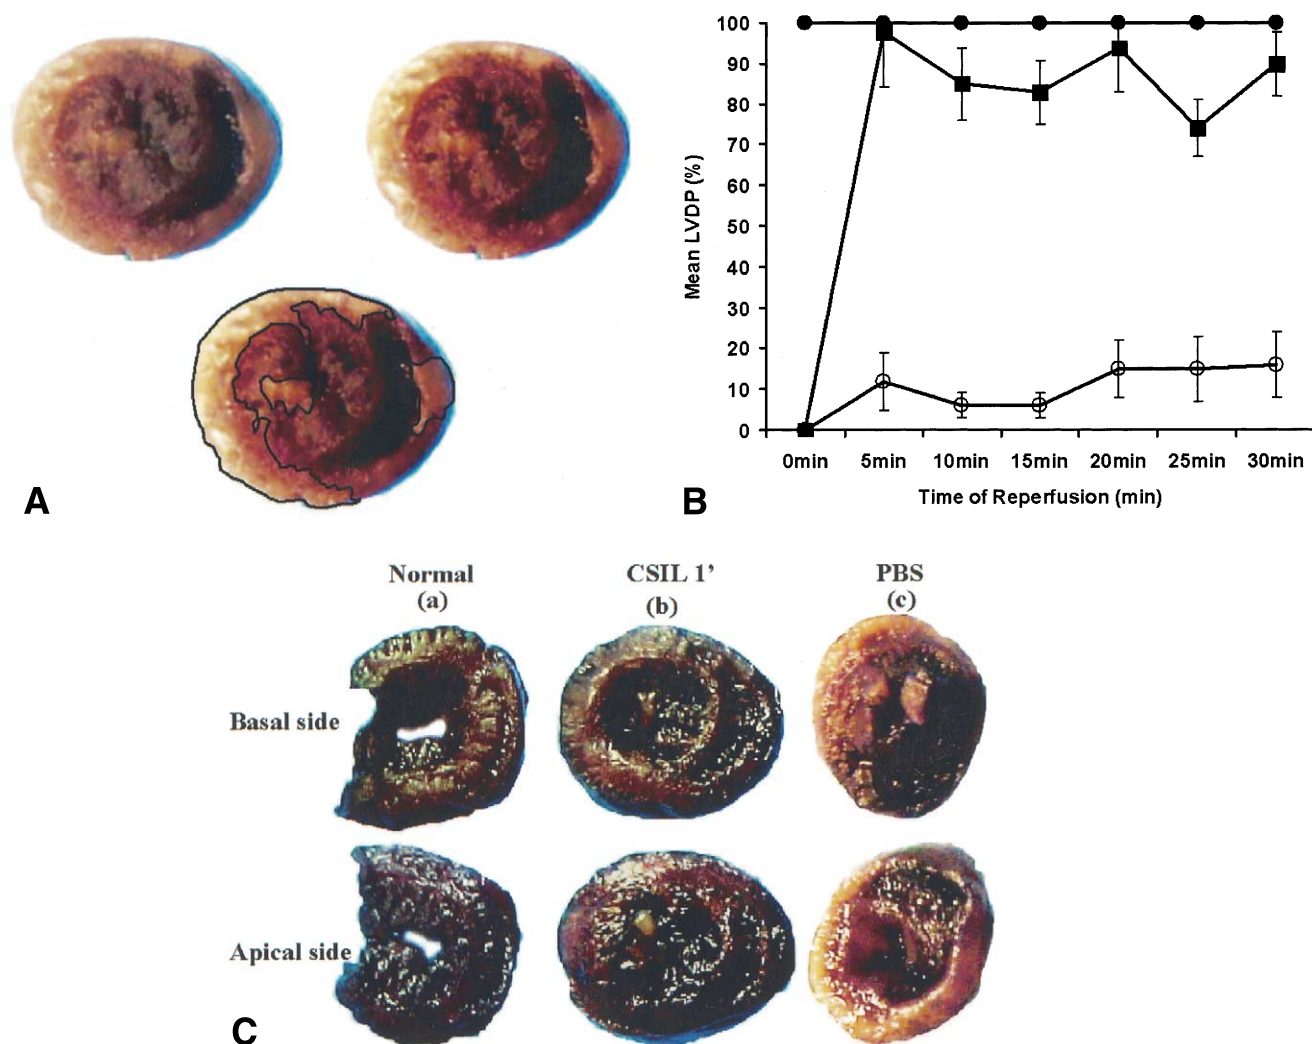 100
90
80
70
60
50
40
30
20
10
0
Mean LVDP (%)
0min 5min 10min 15min 20min 25min 30min
Time of Reperfusion (min)
A
B
Normal CSIL 1' PBS
(a) (b) (c)
Basal side
Apical side
C